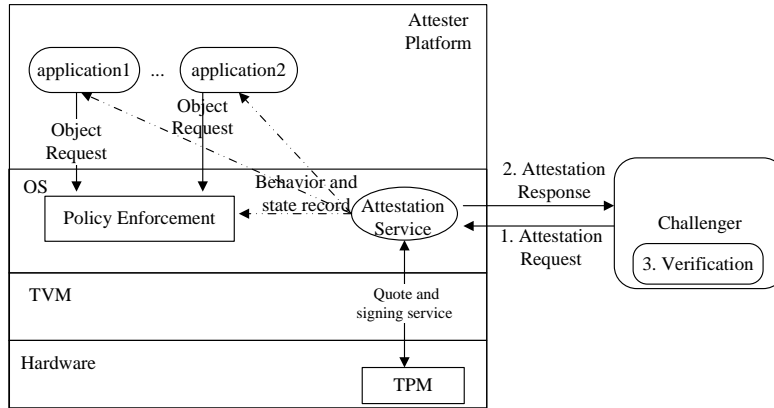 Attester
Platform
application1
...
application2
Object
Request
Object
Request
OS
Behavior and
state record
Policy Enforcement
Attestation
Service
2. Attestation
Response
1. Attestation
Request
Challenger
3. Verification
TVM
Quote and
signing service
Hardware
TPM